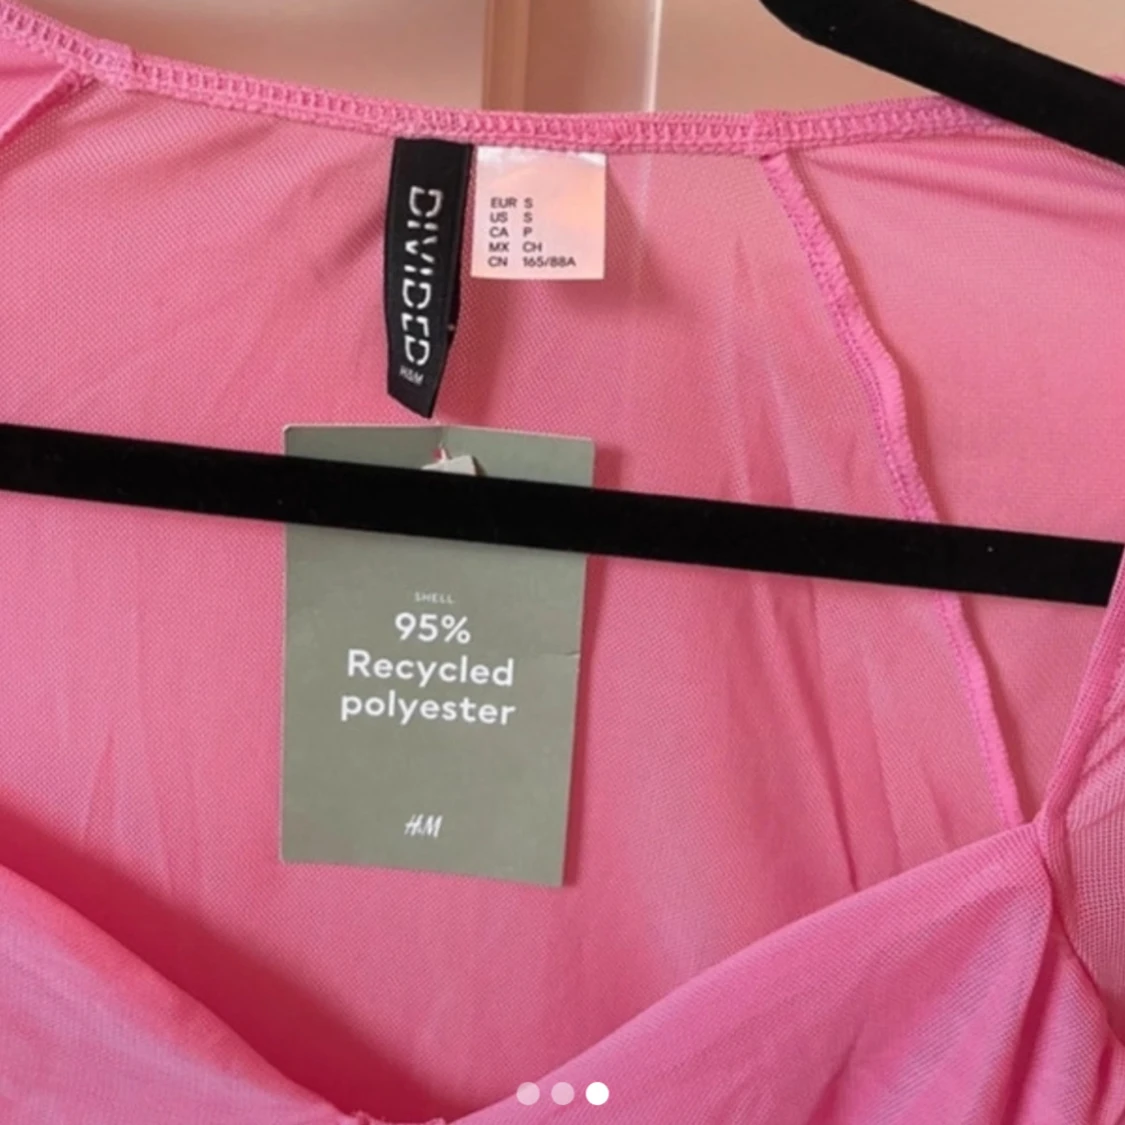 DIVIDED
H&M
EUR S
US S
CA P
MX CH
CN 165/88A
SHELL
95%
Recycled
polyester
H&M